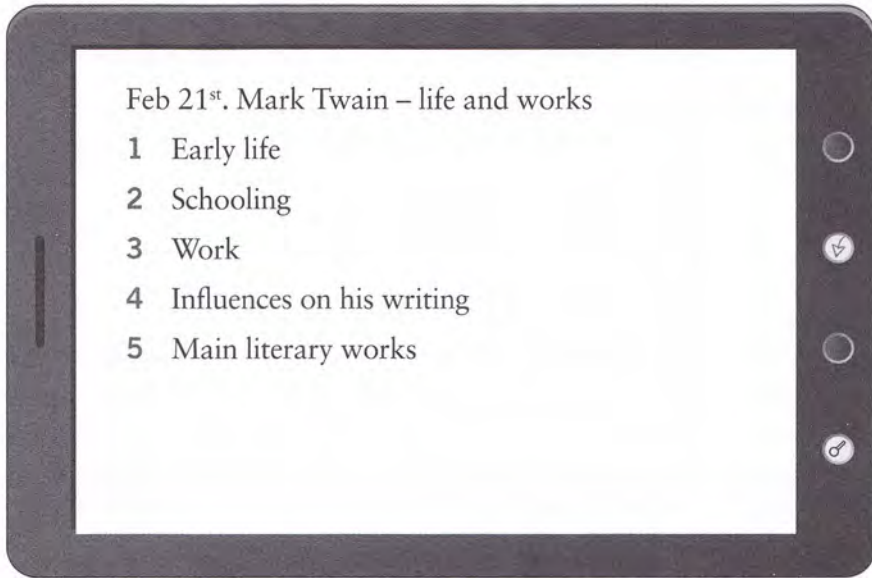 Feb 21st. Mark Twain – life and works
1 Early life
2 Schooling
3 Work
4 Influences on his writing
5 Main literary works